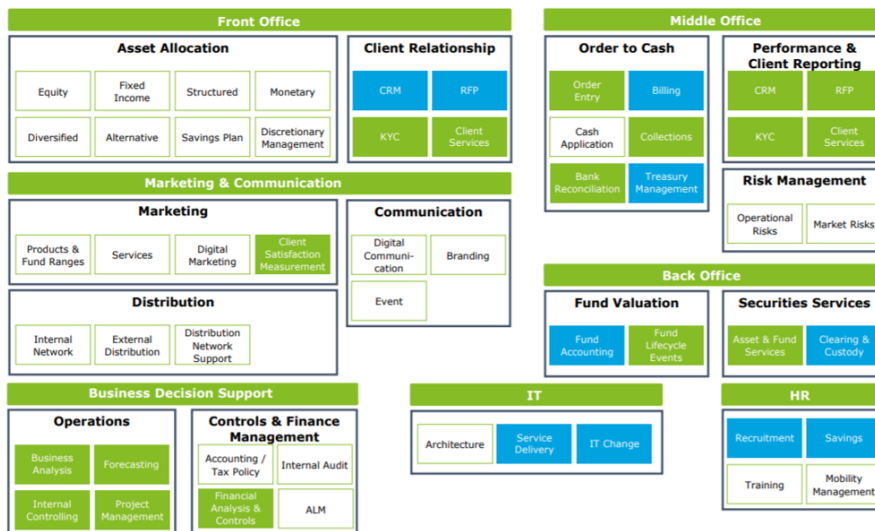 Front Office
Asset Allocation
Equity
Fixed
Income
Structured
Monetary
Diversified
Alternative
Savings Plan
Discretionary
Management
Client Relationship
CRM
RFP
KYC
Client
Services
Middle Office
Order to Cash
Order
Entry
Billing
Cash
Application
Collections
Bank
Reconciliation
Treasury
Management
Performance &
Client Reporting
CRM
RFP
KYC
Client
Services
Risk Management
Operational
Risks
Market Risks
Marketing & Communication
Marketing
Products &
Fund Ranges
Services
Digital
Marketing
Client
Satisfaction
Measurement
Communication
Digital
Communi-
cation
Branding
Event
Distribution
Internal
Network
External
Distribution
Distribution
Network
Support
Back Office
Fund Valuation
Fund
Accounting
Fund
Lifecycle
Events
Securities Services
Asset & Fund
Services
Clearing &
Custody
Business Decision Support
Operations
Business
Analysis
Forecasting
Internal
Controlling
Project
Management
Controls & Finance
Management
Accounting /
Tax Policy
Internal Audit
Financial
Analysis &
Controls
ALM
IT
Architecture
Service
Delivery
IT Change
HR
Recruitment
Savings
Training
Mobility
Management